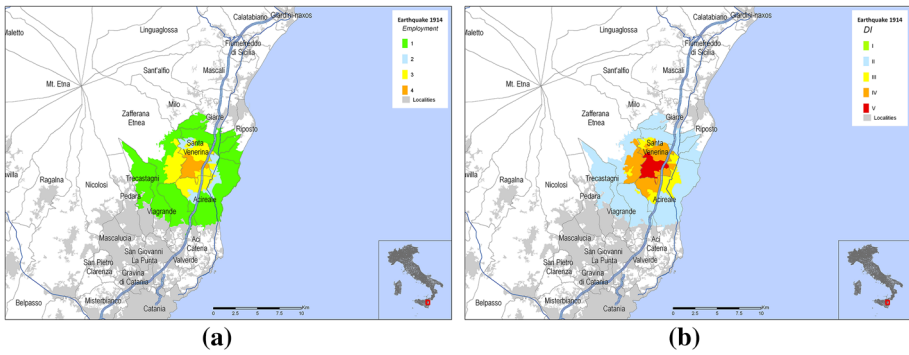 Giardini-naxos
Calatabiano
Earthquake 1914
Employment
1
2
3
4
Localities
Maletto
Linguaglossa
Fiumefreddo
di Sicilia
Sant'alfio
Mascali
Mt. Etna
Milo
Zafferana
Etnea
Giarre
Riposto
Santa
Venerina
Ragalna
Nicolosi
Trecastagni
Pedara
Acireale
Viagrande
Mascalucia
Aci
Catena
San Giovanni
La Punta
Valverde
San Pietro
Clarenza
Gravina
di Catania
Belpasso
Misterbianco
Catania
Km
0 2.5 5 7.5 10
(a)
Giardini-naxos
Calatabiano
Earthquake 1914
DI
I
II
III
IV
V
Localities
Maletto
Linguaglossa
Fiumefreddo
di Sicilia
Sant'alfio
Mascali
Mt. Etna
Milo
Zafferana
Etnea
Giarre
Riposto
Santa
Venerina
Ragalna
Nicolosi
Trecastagni
Pedara
Acireale
Viagrande
Mascalucia
Aci
Catena
San Giovanni
La Punta
Valverde
San Pietro
Clarenza
Gravina
di Catania
Belpasso
Misterbianco
Catania
Km
0 2.5 5 7.5 10
(b)